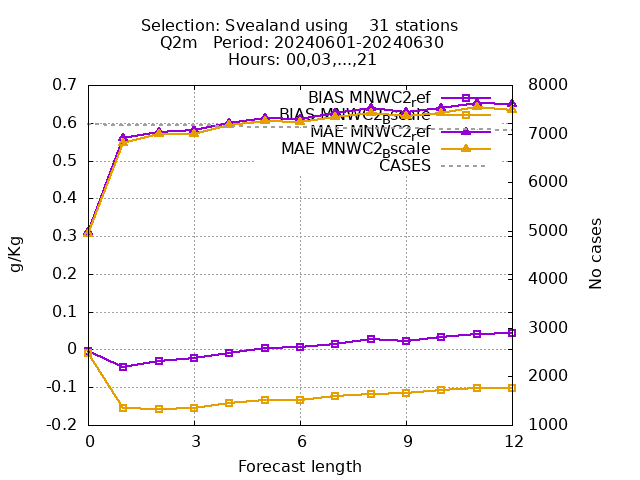 Selection: Svealand using    31 stations
Q2m   Period: 20240601-20240630
Hours: 00,03,...,21
BIAS MNWC2_ref
BIAS MNWC2_Bscale
MAE MNWC2_ref
MAE MNWC2_Bscale
CASES
0.7
0.6
0.5
0.4
0.3
0.2
0.1
0
-0.1
-0.2
g/Kg
8000
7000
6000
5000
4000
3000
2000
1000
No cases
0 3 6 9 12
Forecast length